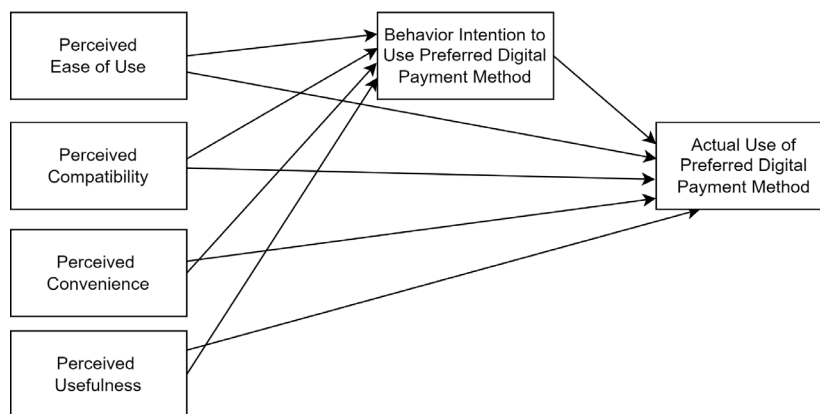 Perceived
Ease of Use
Behavior Intention to
Use Preferred Digital
Payment Method
Perceived
Compatibility
Actual Use of
Preferred Digital
Payment Method
Perceived
Convenience
Perceived
Usefulness